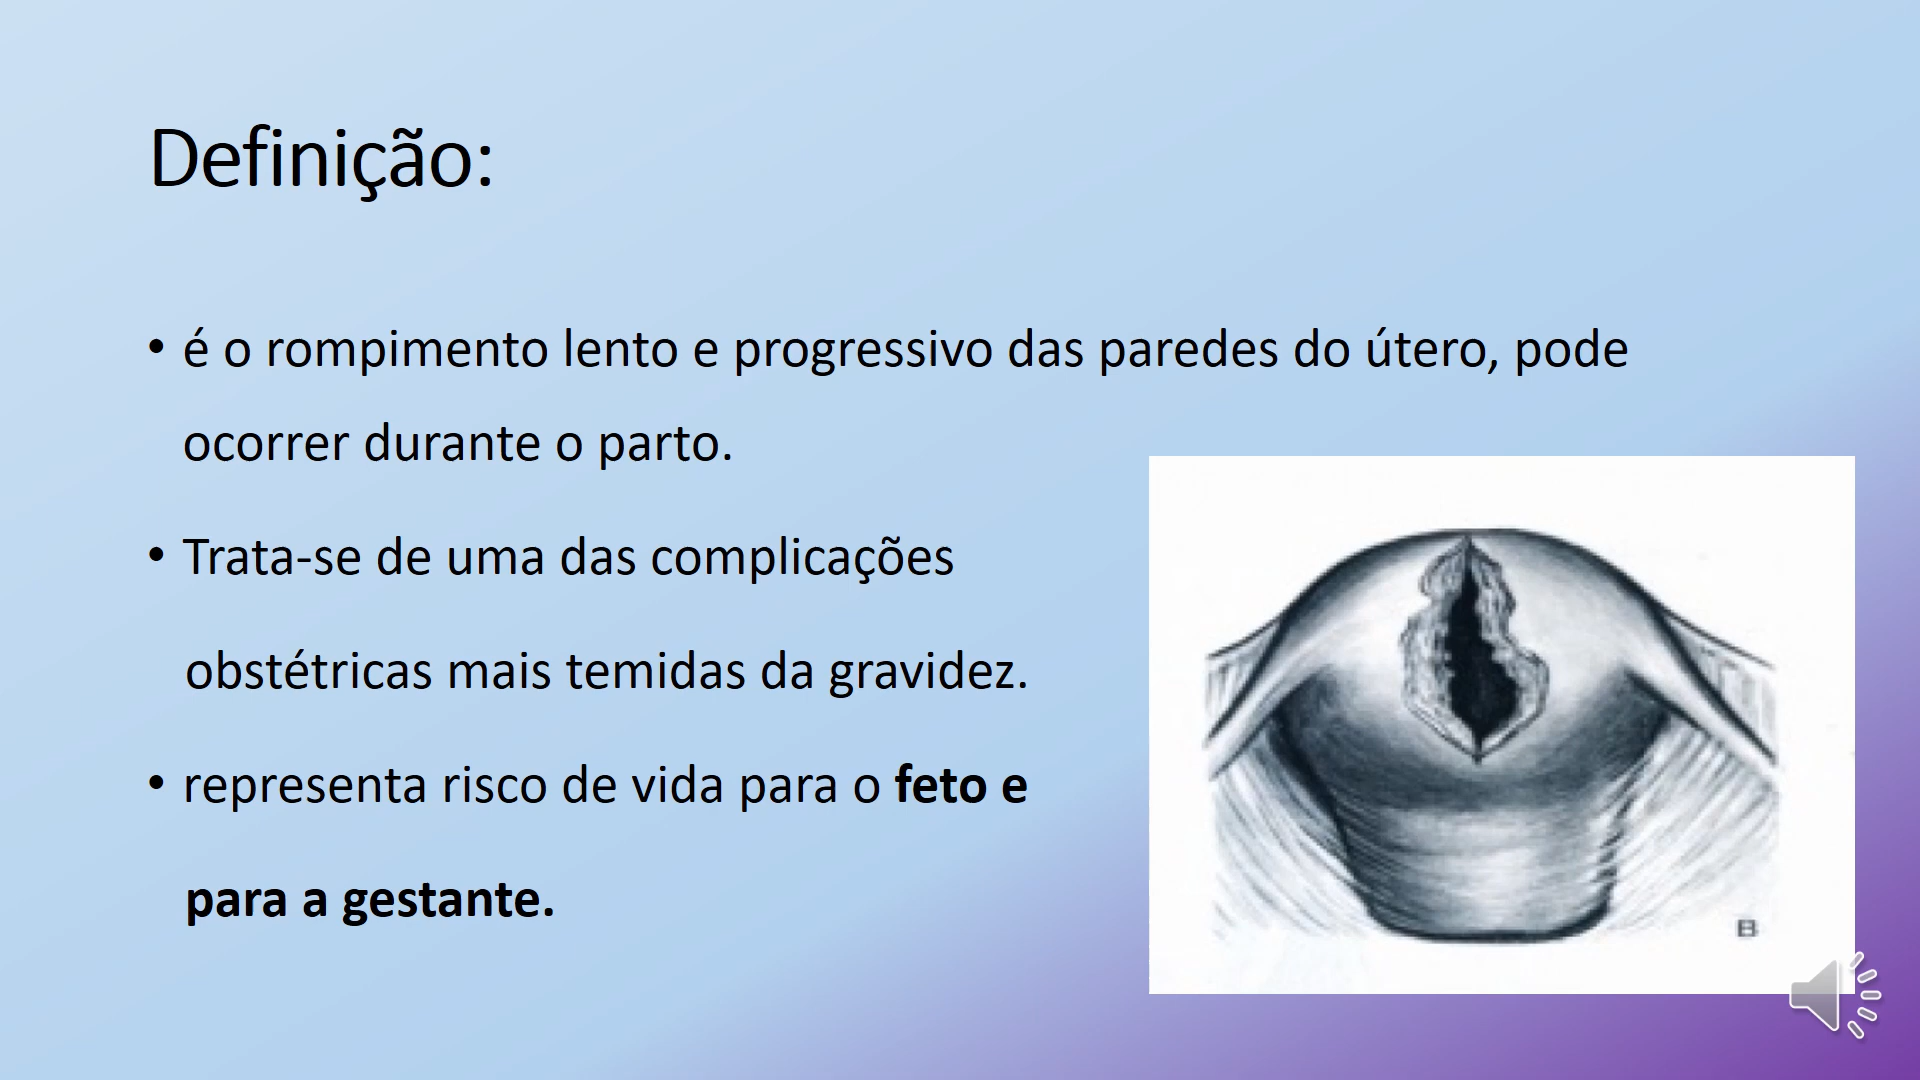 Definição:
• é o rompimento lento e progressivo das paredes do útero, pode
ocorrer durante o parto.
• Trata-se de uma das complicações
obstétricas mais temidas da gravidez.
• representa risco de vida para o feto e
para a gestante.
B